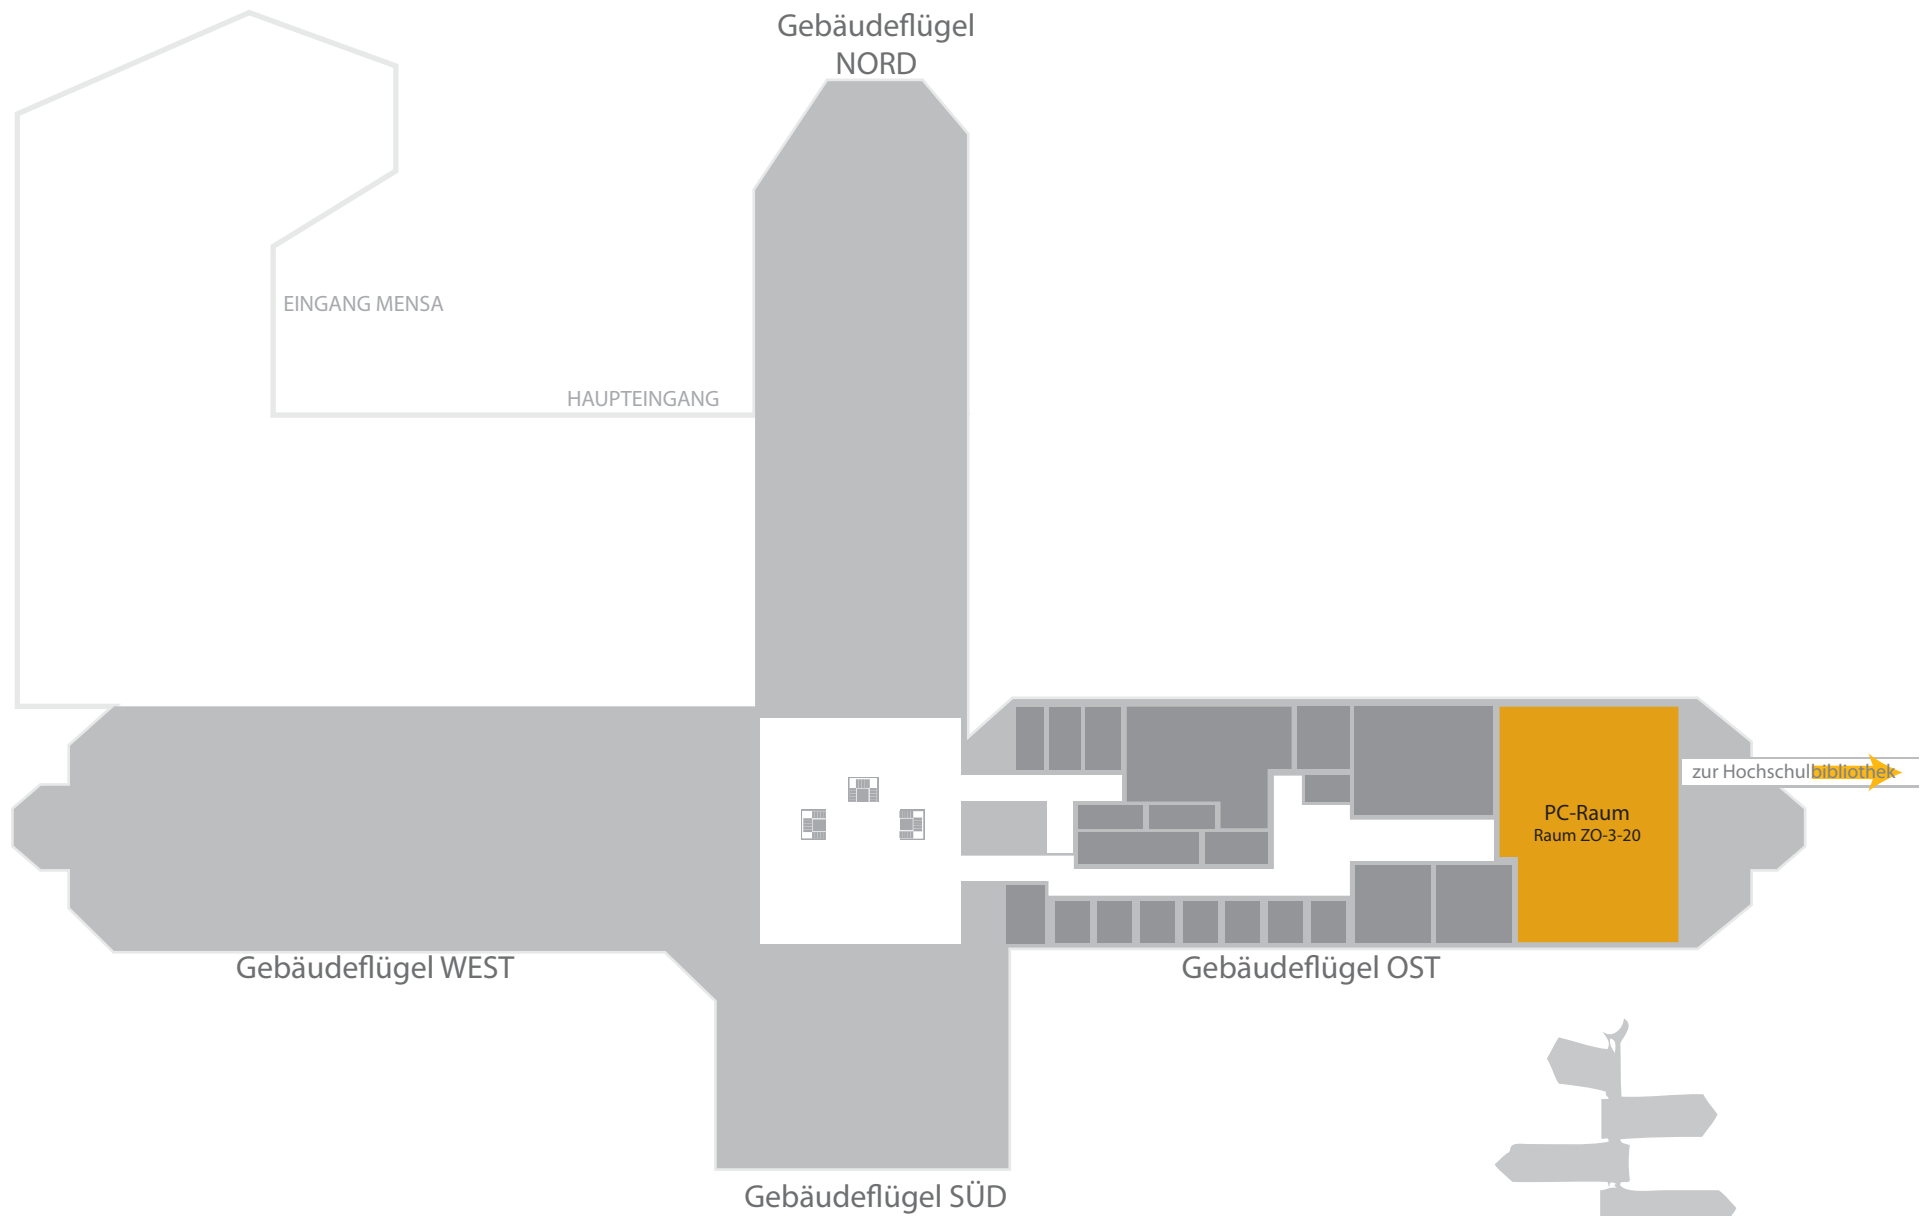 Gebäudeflügel
NORD
EINGANG MENSA
HAUPTEINGANG
zur Hochschulbibliothek
PC-Raum
Raum ZO-3-20
Gebäudeflügel WEST
Gebäudeflügel OST
Gebäudeflügel SÜD